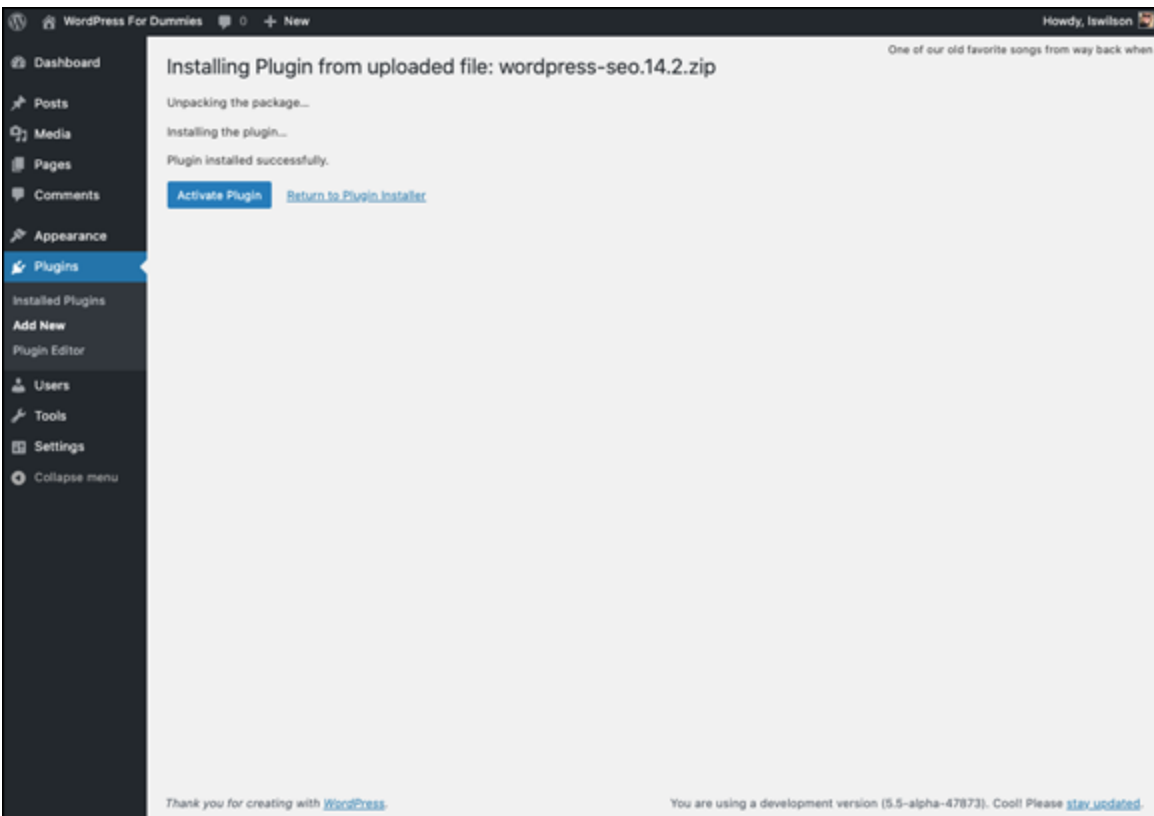 WordPress For Dummies 0 + New Howdy, lswilson
One of our old favorite songs from way back when
Dashboard
Posts
Media
Pages
Comments
Appearance
Plugins
Installed Plugins
Add New
Plugin Editor
Users
Tools
Settings
Collapse menu
Installing Plugin from uploaded file: wordpress-seo.14.2.zip
Unpacking the package...
Installing the plugin...
Plugin installed successfully.
Activate Plugin Return to Plugin Installer
Thank you for creating with WordPress. You are using a development version (5.5-alpha-47873). Cool! Please stay updated.